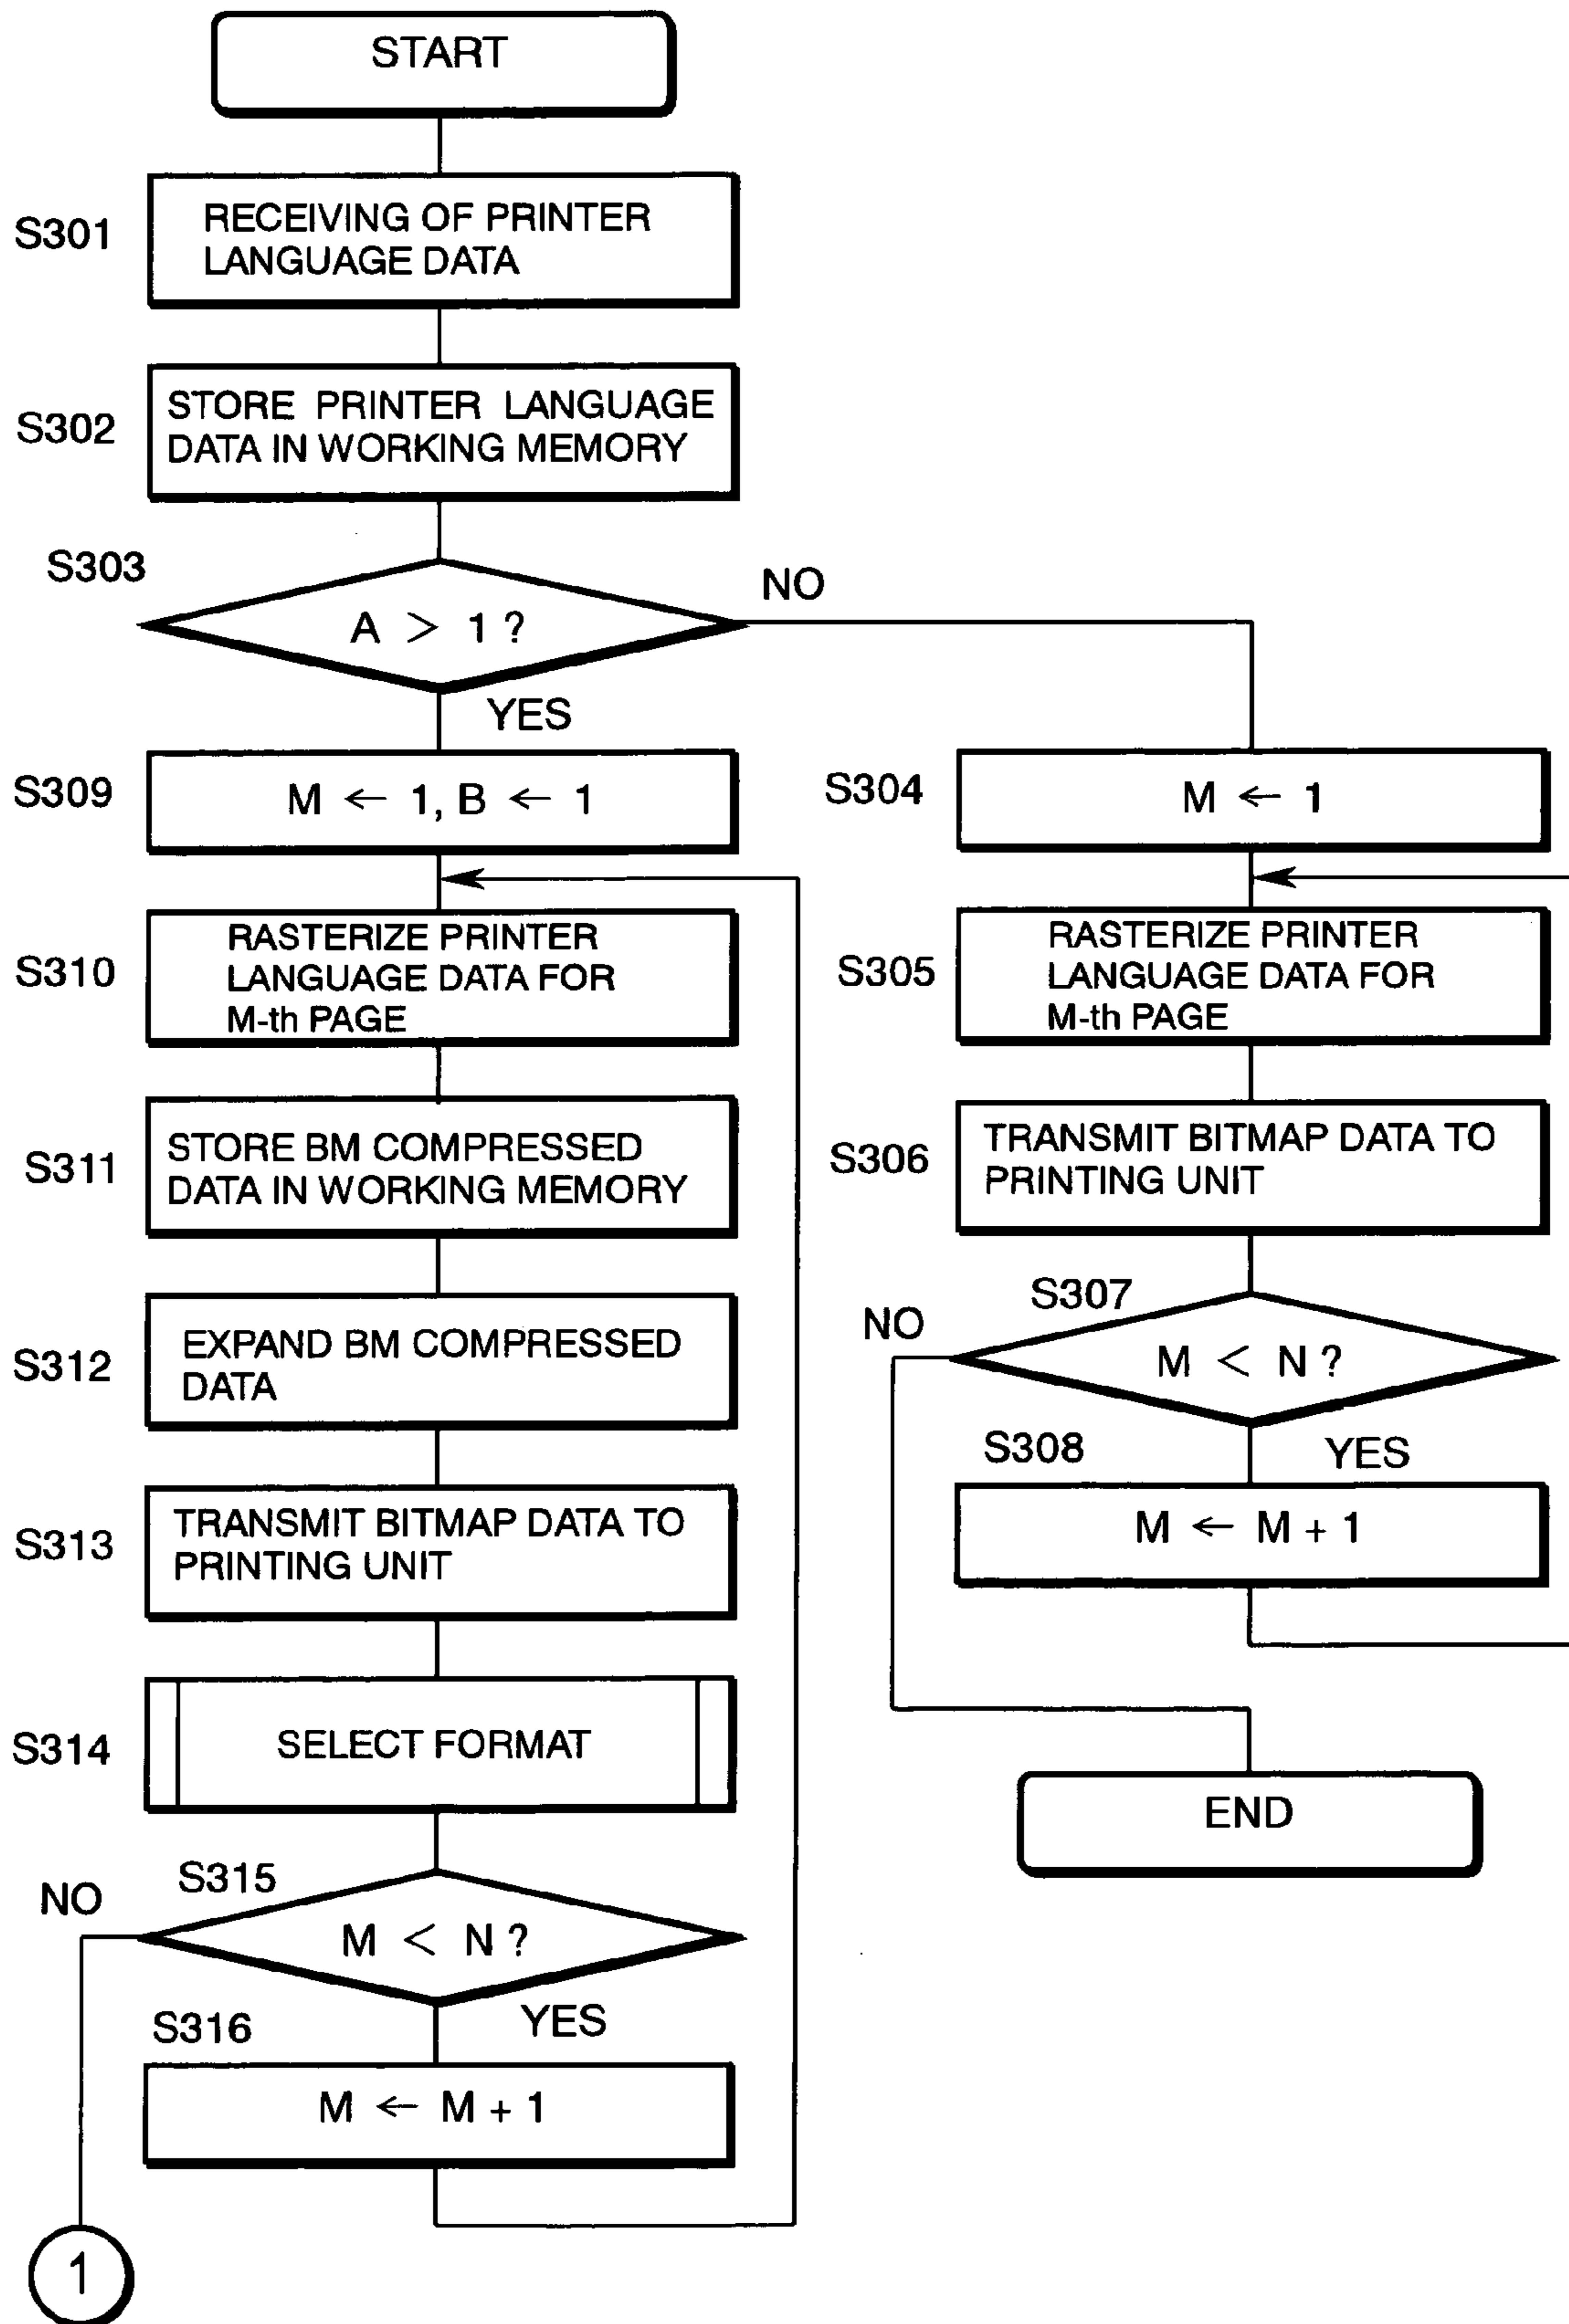 START
S301
RECEIVING OF PRINTER
LANGUAGE DATA
S302
STORE PRINTER LANGUAGE
DATA IN WORKING MEMORY
S303
A > 1 ?
NO
YES
S309
M ← 1, B ← 1
S310
RASTERIZE PRINTER
LANGUAGE DATA FOR
M-th PAGE
S311
STORE BM COMPRESSED
DATA IN WORKING MEMORY
S312
EXPAND BM COMPRESSED
DATA
S313
TRANSMIT BITMAP DATA TO
PRINTING UNIT
S314
SELECT FORMAT
S315
NO
M < N ?
YES
S316
M ← M + 1
1
S304
M ← 1
S305
RASTERIZE PRINTER
LANGUAGE DATA FOR
M-th PAGE
S306
TRANSMIT BITMAP DATA TO
PRINTING UNIT
S307
NO
M < N ?
S308
YES
M ← M + 1
END